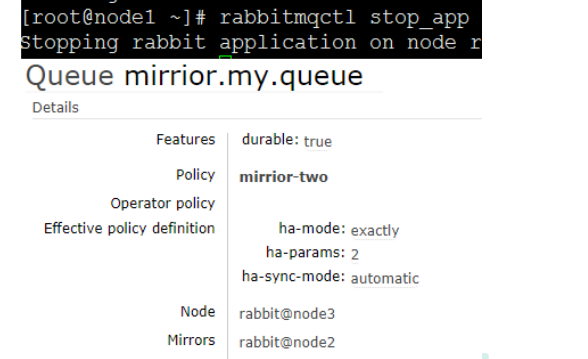 [root@node1 ~]# rabbitmqctl stop_app
Stopping rabbit application on node r
Queue mirrior.my.queue
Details
Features durable: true
Policy mirrior-two
Operator policy
Effective policy definition ha-mode: exactly
ha-params: 2
ha-sync-mode: automatic
Node rabbit@node3
Mirrors rabbit@node2